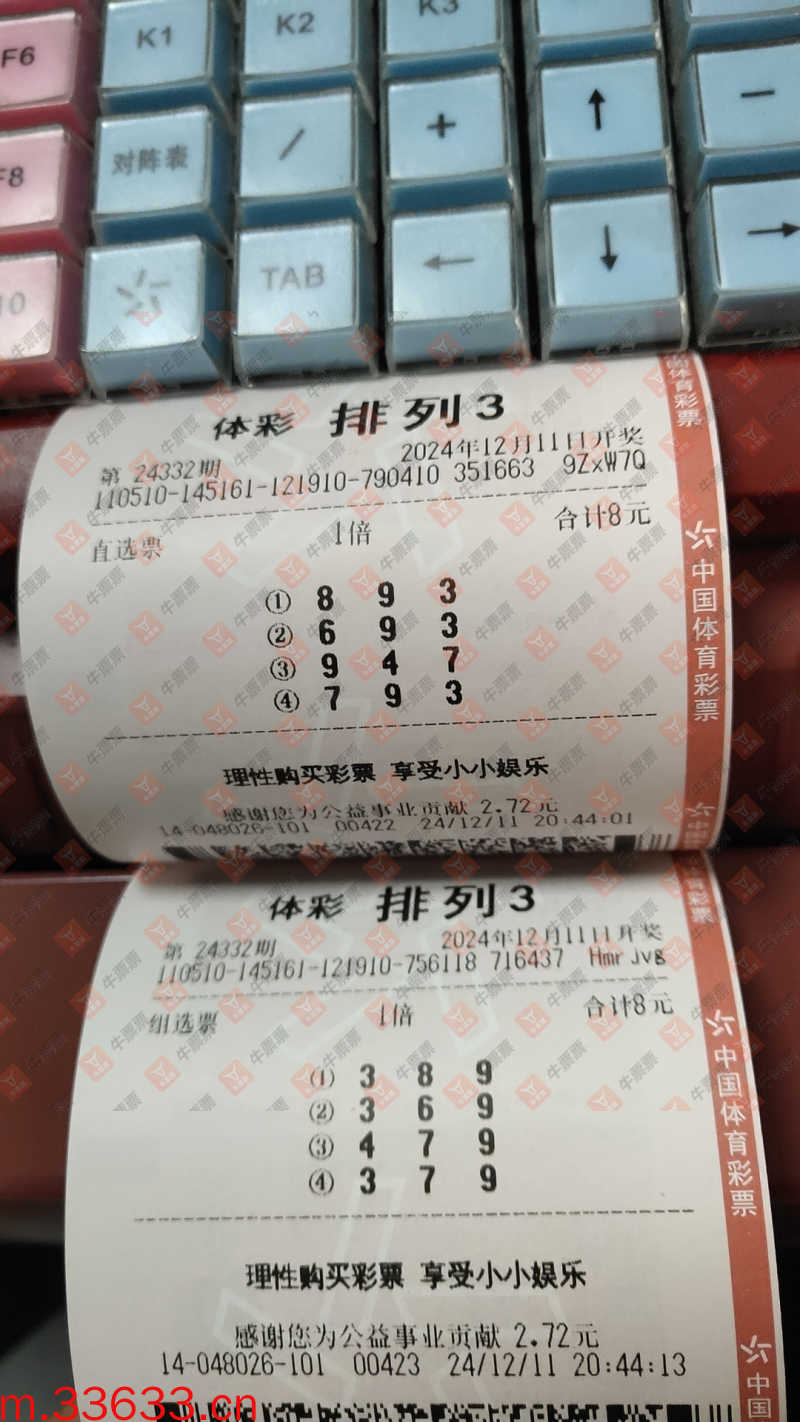 F6 K1 K2 K3
F8 对阵表 / + ↑ −
10 TAB ← ↓ →
体彩 排列3
第 24332期 2024年12月11日开奖
110510-145161-121910-790410 351663 9ZxW7Q
直选票 1倍 合计8元
① 8 9 3
② 6 9 3
③ 9 4 7
④ 7 9 3
理性购买彩票 享受小小娱乐
感谢您为公益事业贡献 2.72元
14-048026-101 00422 24/12/11 20:44:01
中国体育彩票
体彩 排列3
第 24332期 2024年12月11日开奖
110510-145161-121910-756118 716437 HmrJvg
组选票 1倍 合计8元
① 3 8 9
② 3 6 9
③ 4 7 9
④ 3 7 9
理性购买彩票 享受小小娱乐
感谢您为公益事业贡献 2.72元
14-048026-101 00423 24/12/11 20:44:13
中国体育彩票
中国
牛票票
m.33633.cn